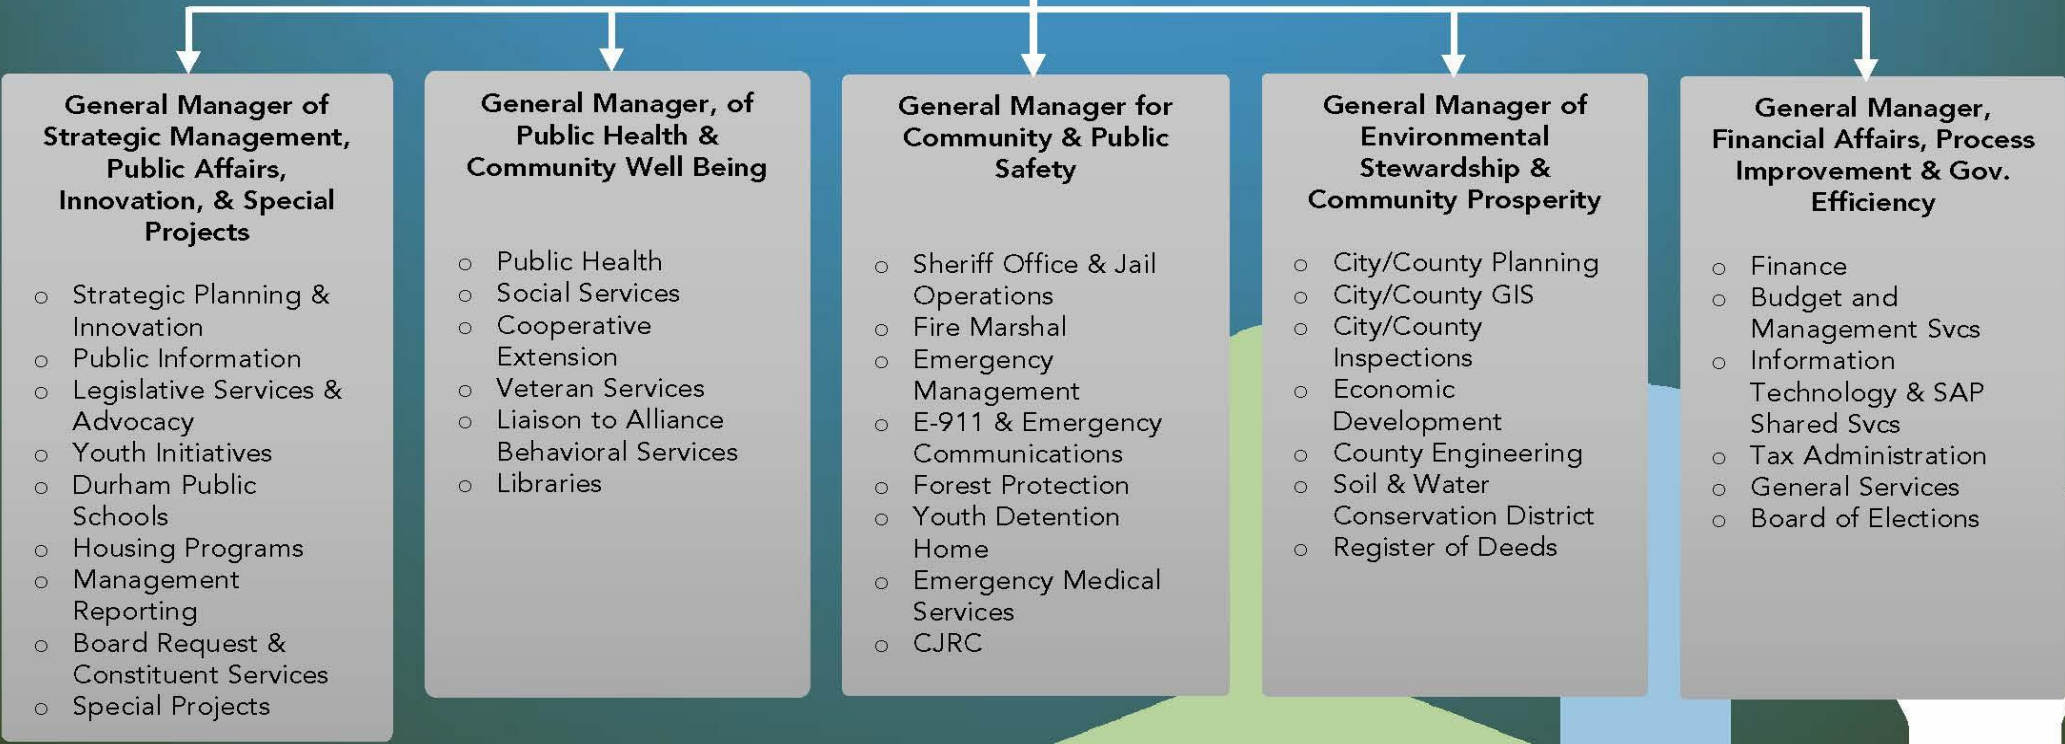 General Manager of
Strategic Management,
Public Affairs,
Innovation, & Special
Projects
o Strategic Planning &
Innovation
o Public Information
o Legislative Services &
Advocacy
o Youth Initiatives
o Durham Public
Schools
o Housing Programs
o Management
Reporting
o Board Request &
Constituent Services
o Special Projects
General Manager, of
Public Health &
Community Well Being
o Public Health
o Social Services
o Cooperative
Extension
o Veteran Services
o Liaison to Alliance
Behavioral Services
o Libraries
General Manager for
Community & Public
Safety
o Sheriff Office & Jail
Operations
o Fire Marshal
o Emergency
Management
o E-911 & Emergency
Communications
o Forest Protection
o Youth Detention
Home
o Emergency Medical
Services
o CJRC
General Manager of
Environmental
Stewardship &
Community Prosperity
o City/County Planning
o City/County GIS
o City/County
Inspections
o Economic
Development
o County Engineering
o Soil & Water
Conservation District
o Register of Deeds
General Manager,
Financial Affairs, Process
Improvement & Gov.
Efficiency
o Finance
o Budget and
Management Svcs
o Information
Technology & SAP
Shared Svcs
o Tax Administration
o General Services
o Board of Elections